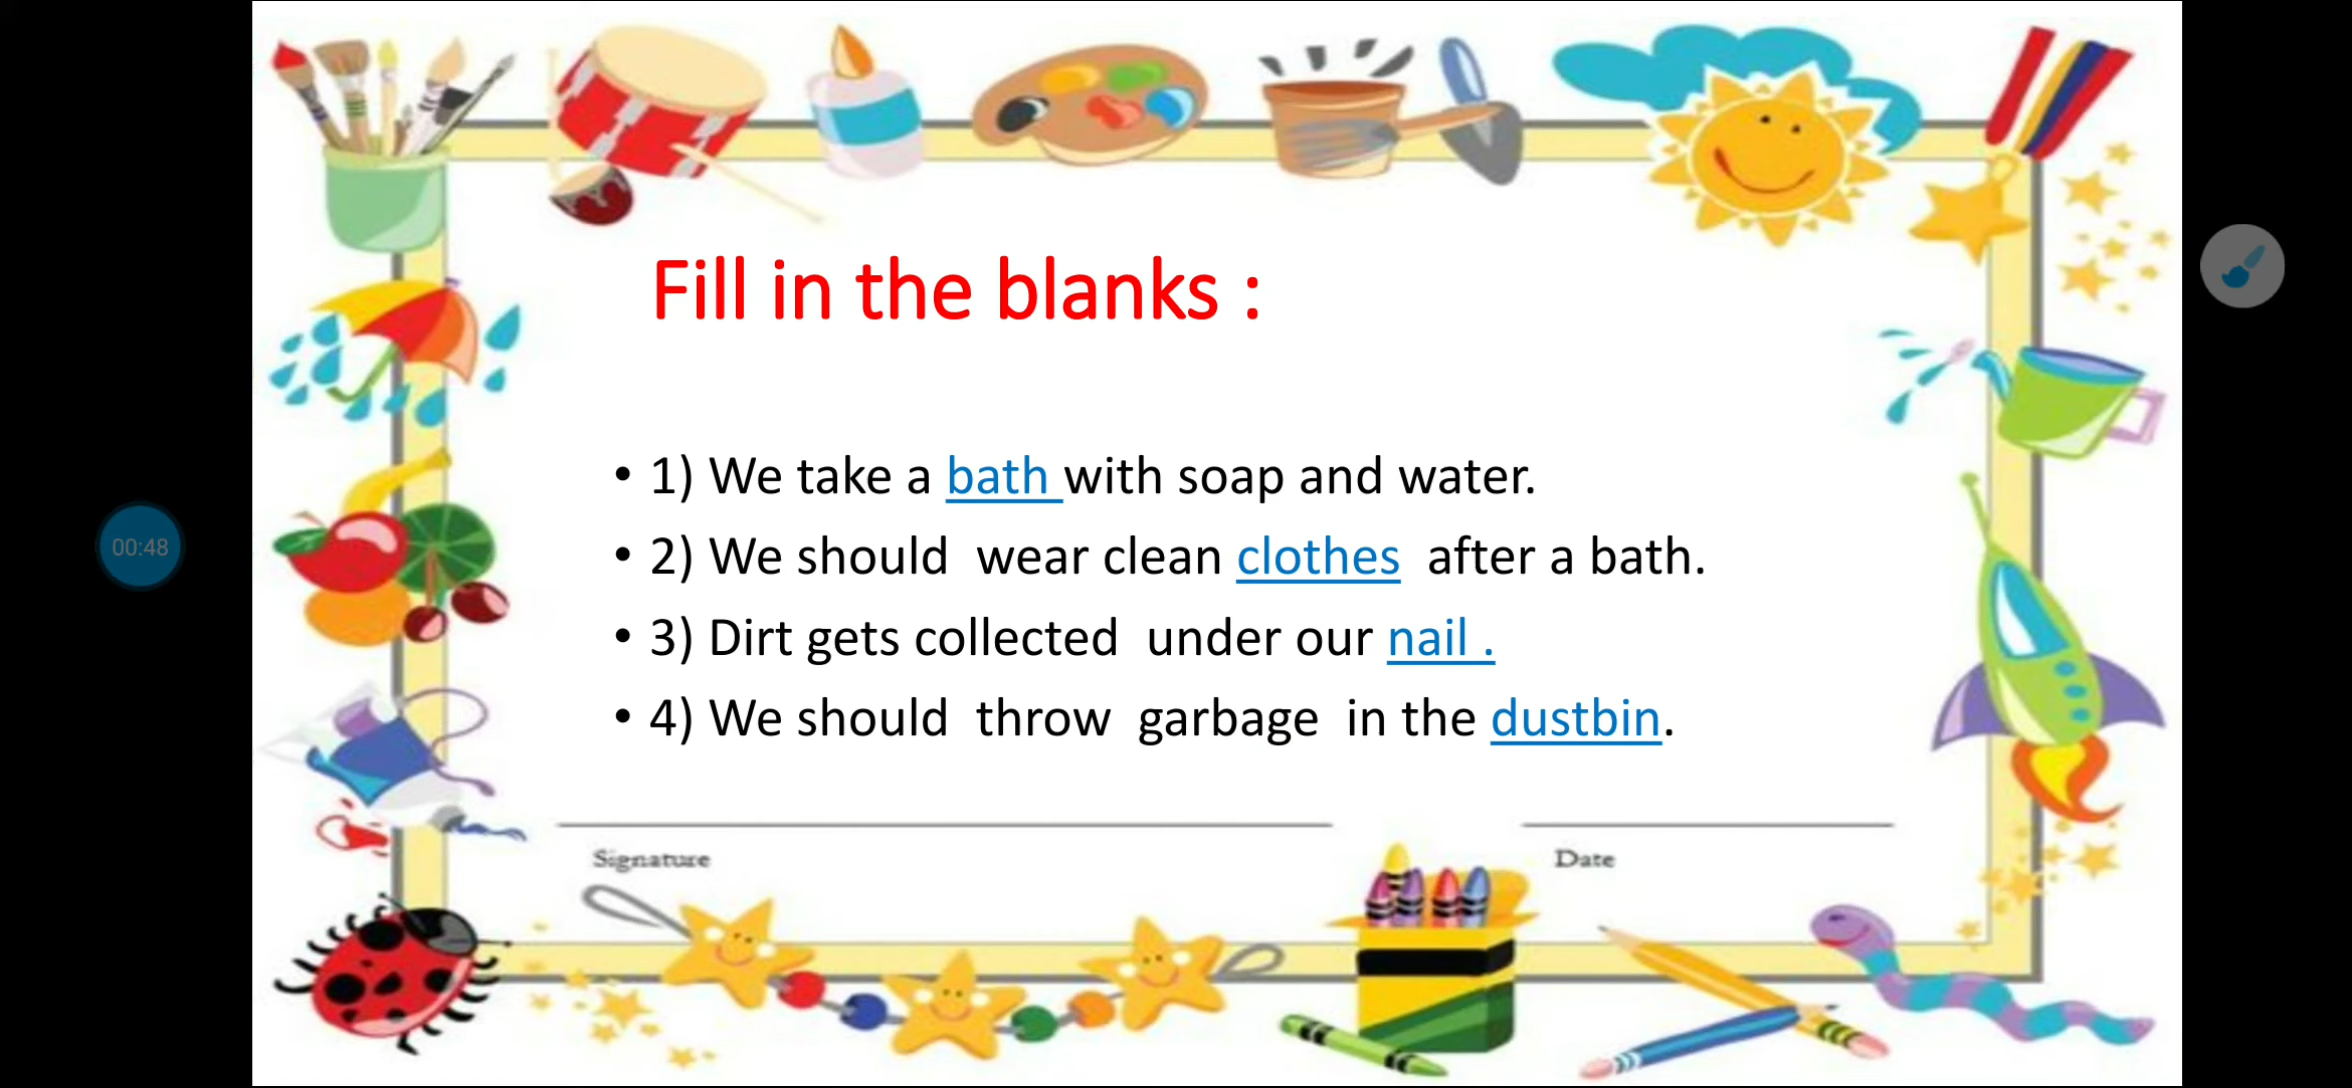 Fill in the blanks :
• 1) We take a bath with soap and water.
• 2) We should wear clean clothes after a bath.
00:48
• 3) Dirt gets collected under our nail .
• 4) We should throw garbage in the dustbin.
Signature
Date